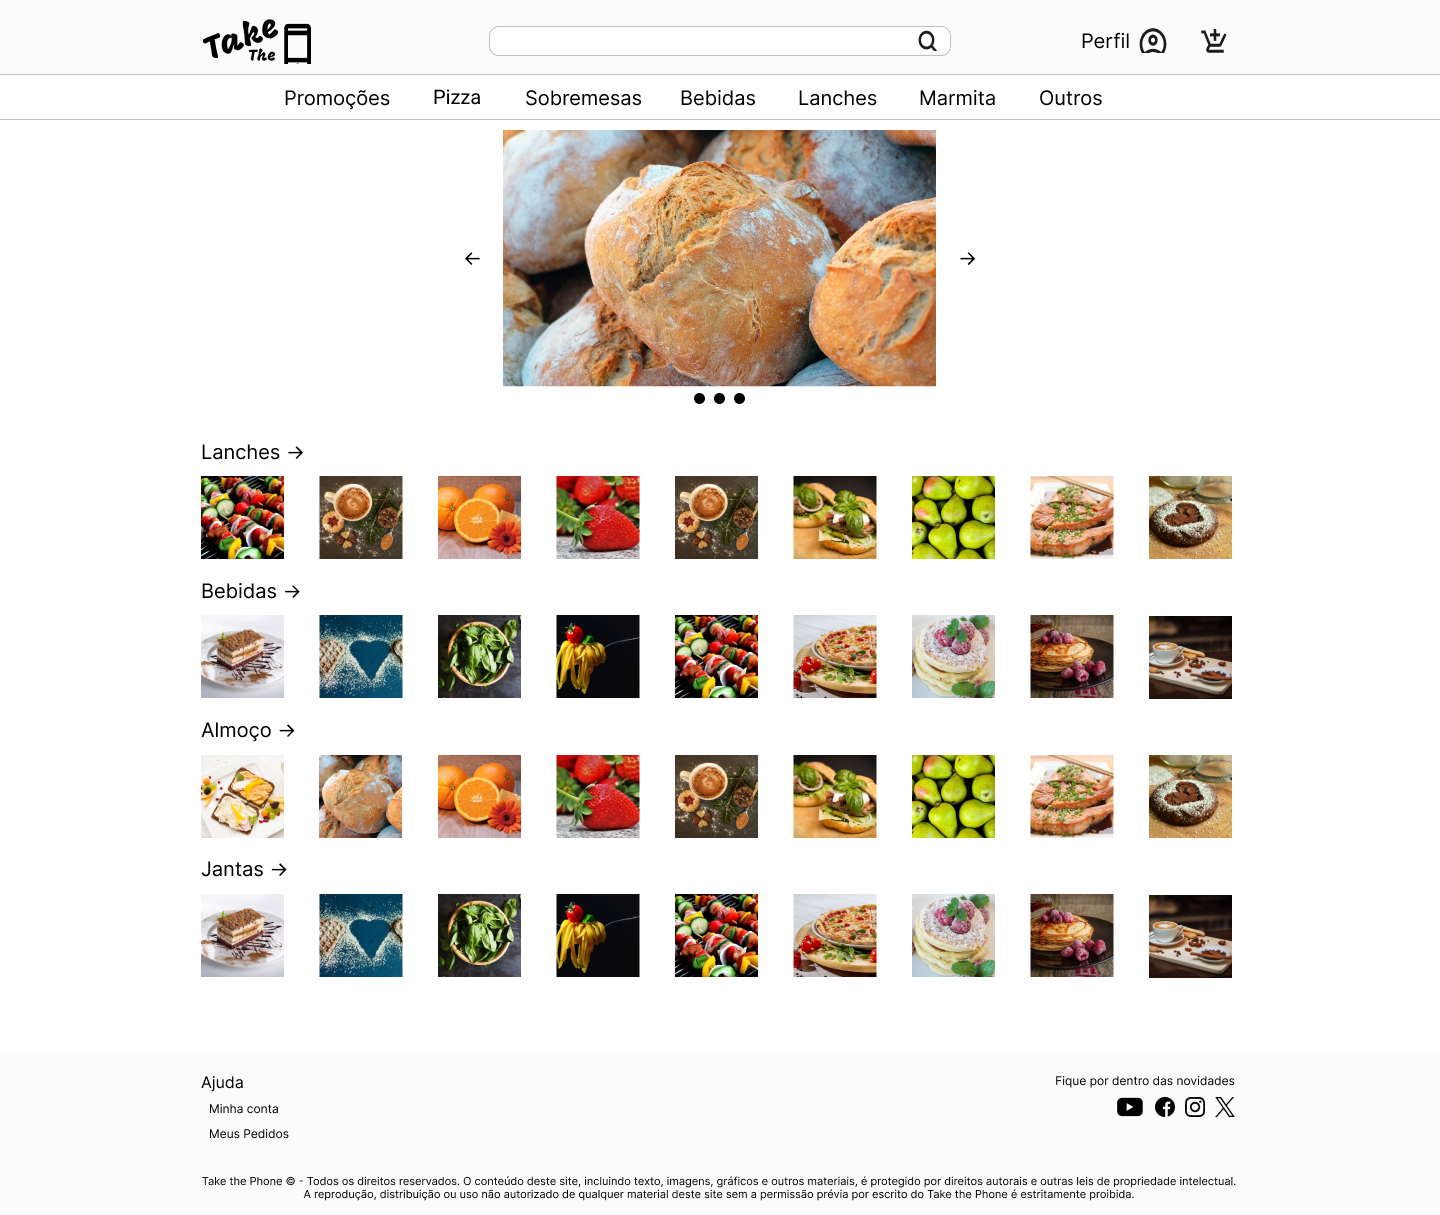 Take
The
Perfil
Promoções Pizza Sobremesas Bebidas Lanches Marmita Outros
Lanches →
Bebidas →
Almoço →
Jantas →
Ajuda
Minha conta
Meus Pedidos
Fique por dentro das novidades
Take the Phone © - Todos os direitos reservados. O conteúdo deste site, incluindo texto, imagens, gráficos e outros materiais, é protegido por direitos autorais e outras leis de propriedade intelectual.
A reprodução, distribuição ou uso não autorizado de qualquer material deste site sem a permissão prévia por escrito do Take the Phone é estritamente proibida.